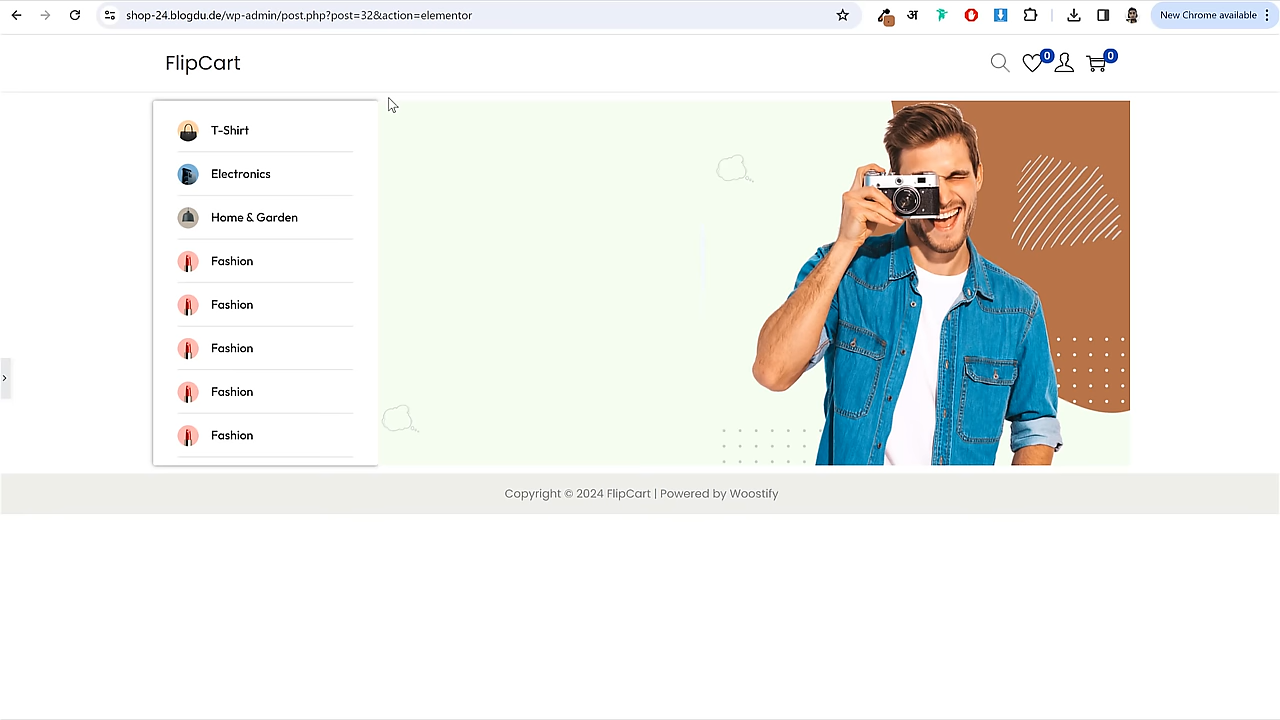 shop-24.blogdu.de/wp-admin/post.php?post=32&action=elementor
अ
New Chrome available
FlipCart
0
0
T-Shirt
Electronics
Home & Garden
Fashion
Fashion
Fashion
Fashion
Fashion
Copyright © 2024 FlipCart | Powered by Woostify